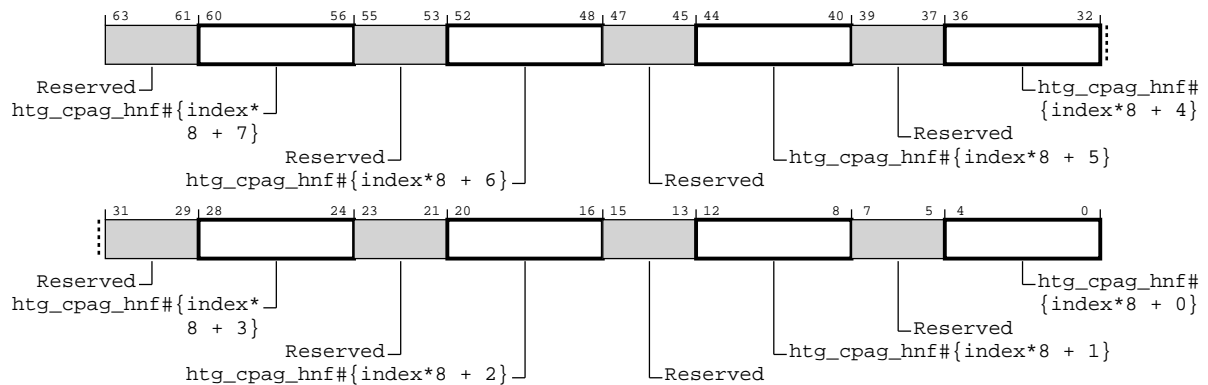 63 61 60 56 55 53 52 48 47 45 44 40 39 37 36 32
Reserved
htg_cpag_hnf#{index*
8 + 7}
Reserved
htg_cpag_hnf#{index*8 + 6}
Reserved
htg_cpag_hnf#{index*8 + 5}
Reserved
htg_cpag_hnf#
{index*8 + 4}
31 29 28 24 23 21 20 16 15 13 12 8 7 5 4 0
Reserved
htg_cpag_hnf#{index*
8 + 3}
Reserved
htg_cpag_hnf#{index*8 + 2}
Reserved
htg_cpag_hnf#{index*8 + 1}
Reserved
htg_cpag_hnf#
{index*8 + 0}